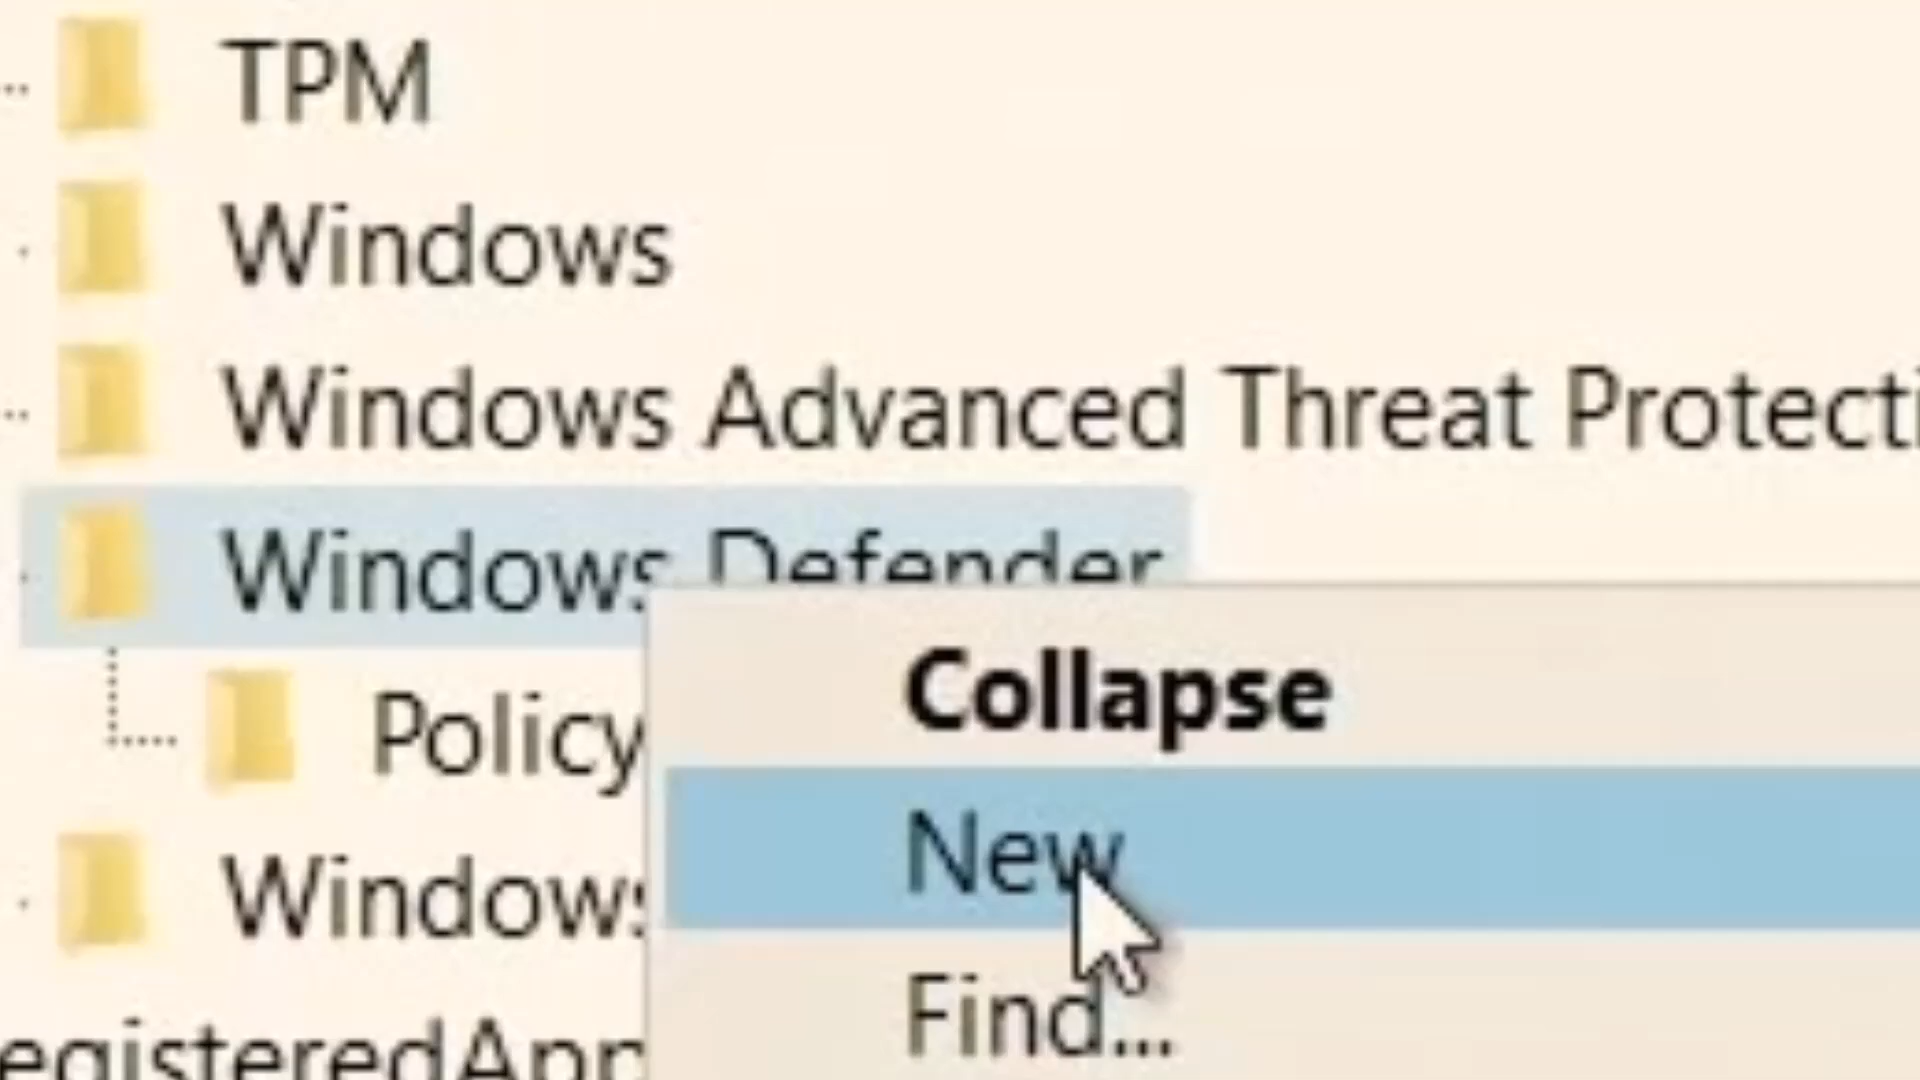 TPM
Windows
Windows Advanced Threat Protecti
Windows Defender
Collapse
Policy
New
Windows
Find...
egisteredApp